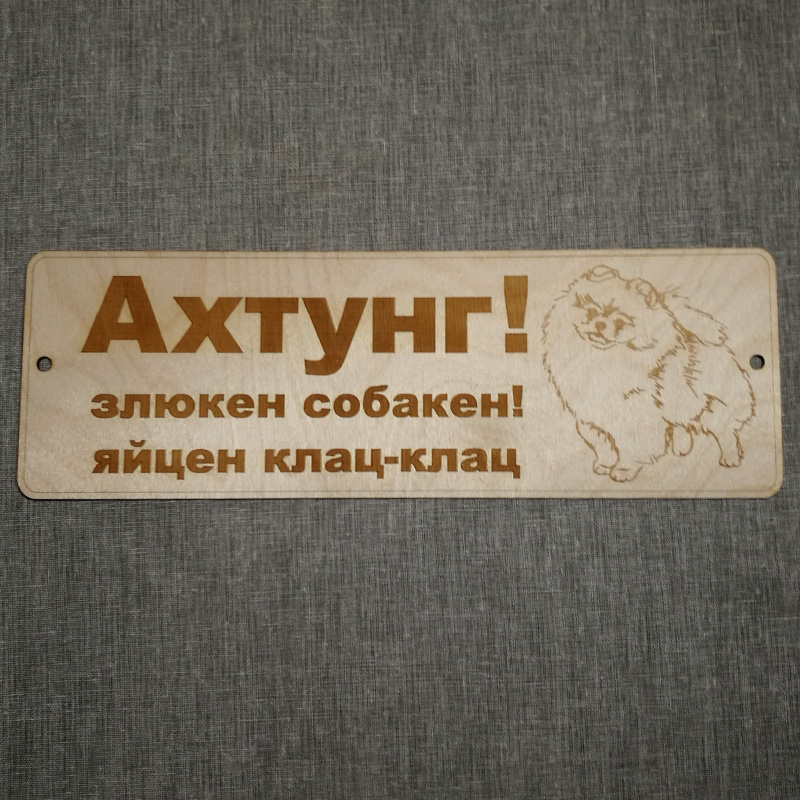 Ахтунг!
злюкен собакен!
яйцен клац-клац